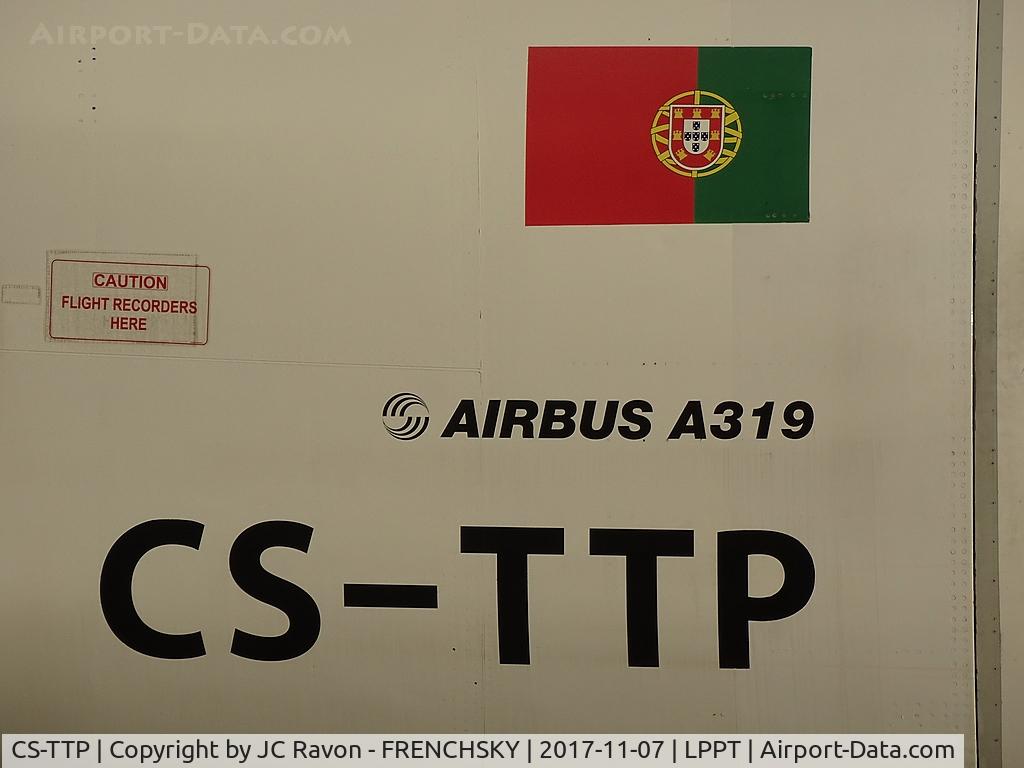 AIRPORT-DATA.COM
CAUTION
FLIGHT RECORDERS
HERE
AIRBUS A319
CS-TTP
CS-TTP | Copyright by JC Ravon - FRENCHSKY | 2017-11-07 | LPPT | Airport-Data.com